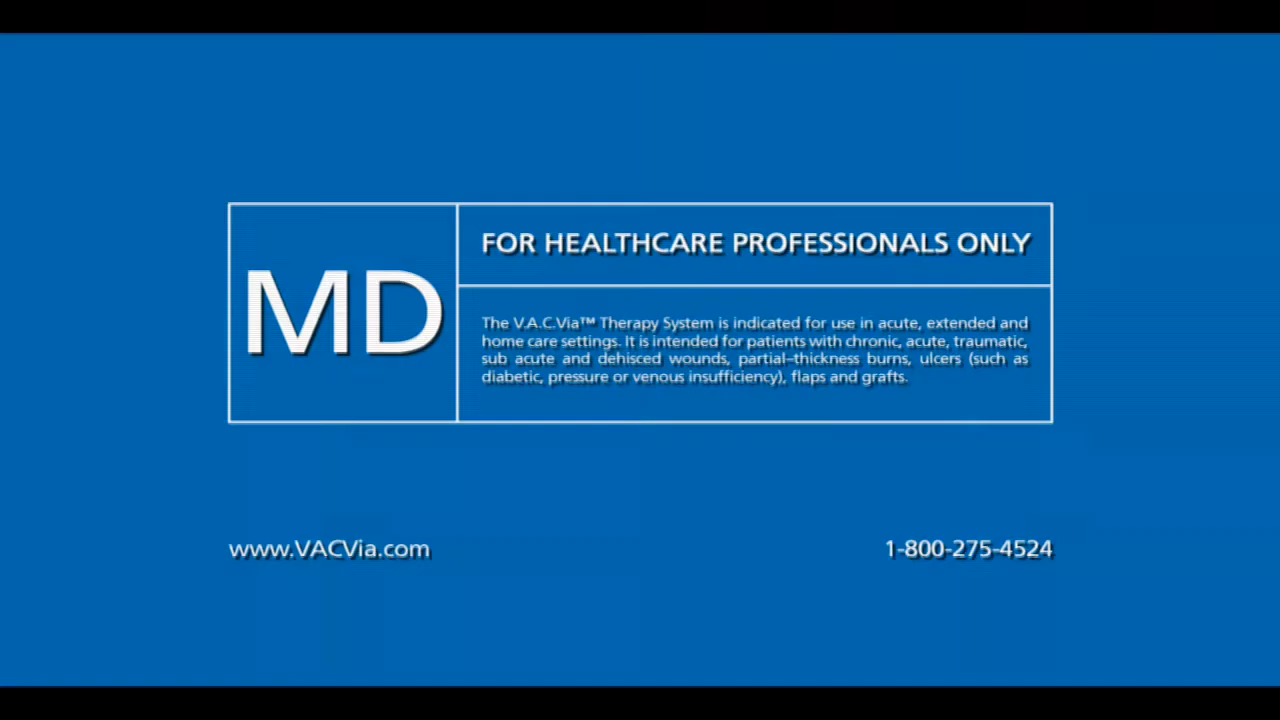 MD
FOR HEALTHCARE PROFESSIONALS ONLY
The V.A.C.Via™ Therapy System is indicated for use in acute, extended and
home care settings. It is intended for patients with chronic, acute, traumatic,
sub acute and dehisced wounds, partial–thickness burns, ulcers (such as
diabetic, pressure or venous insufficiency), flaps and grafts.
www.VACVia.com
1-800-275-4524